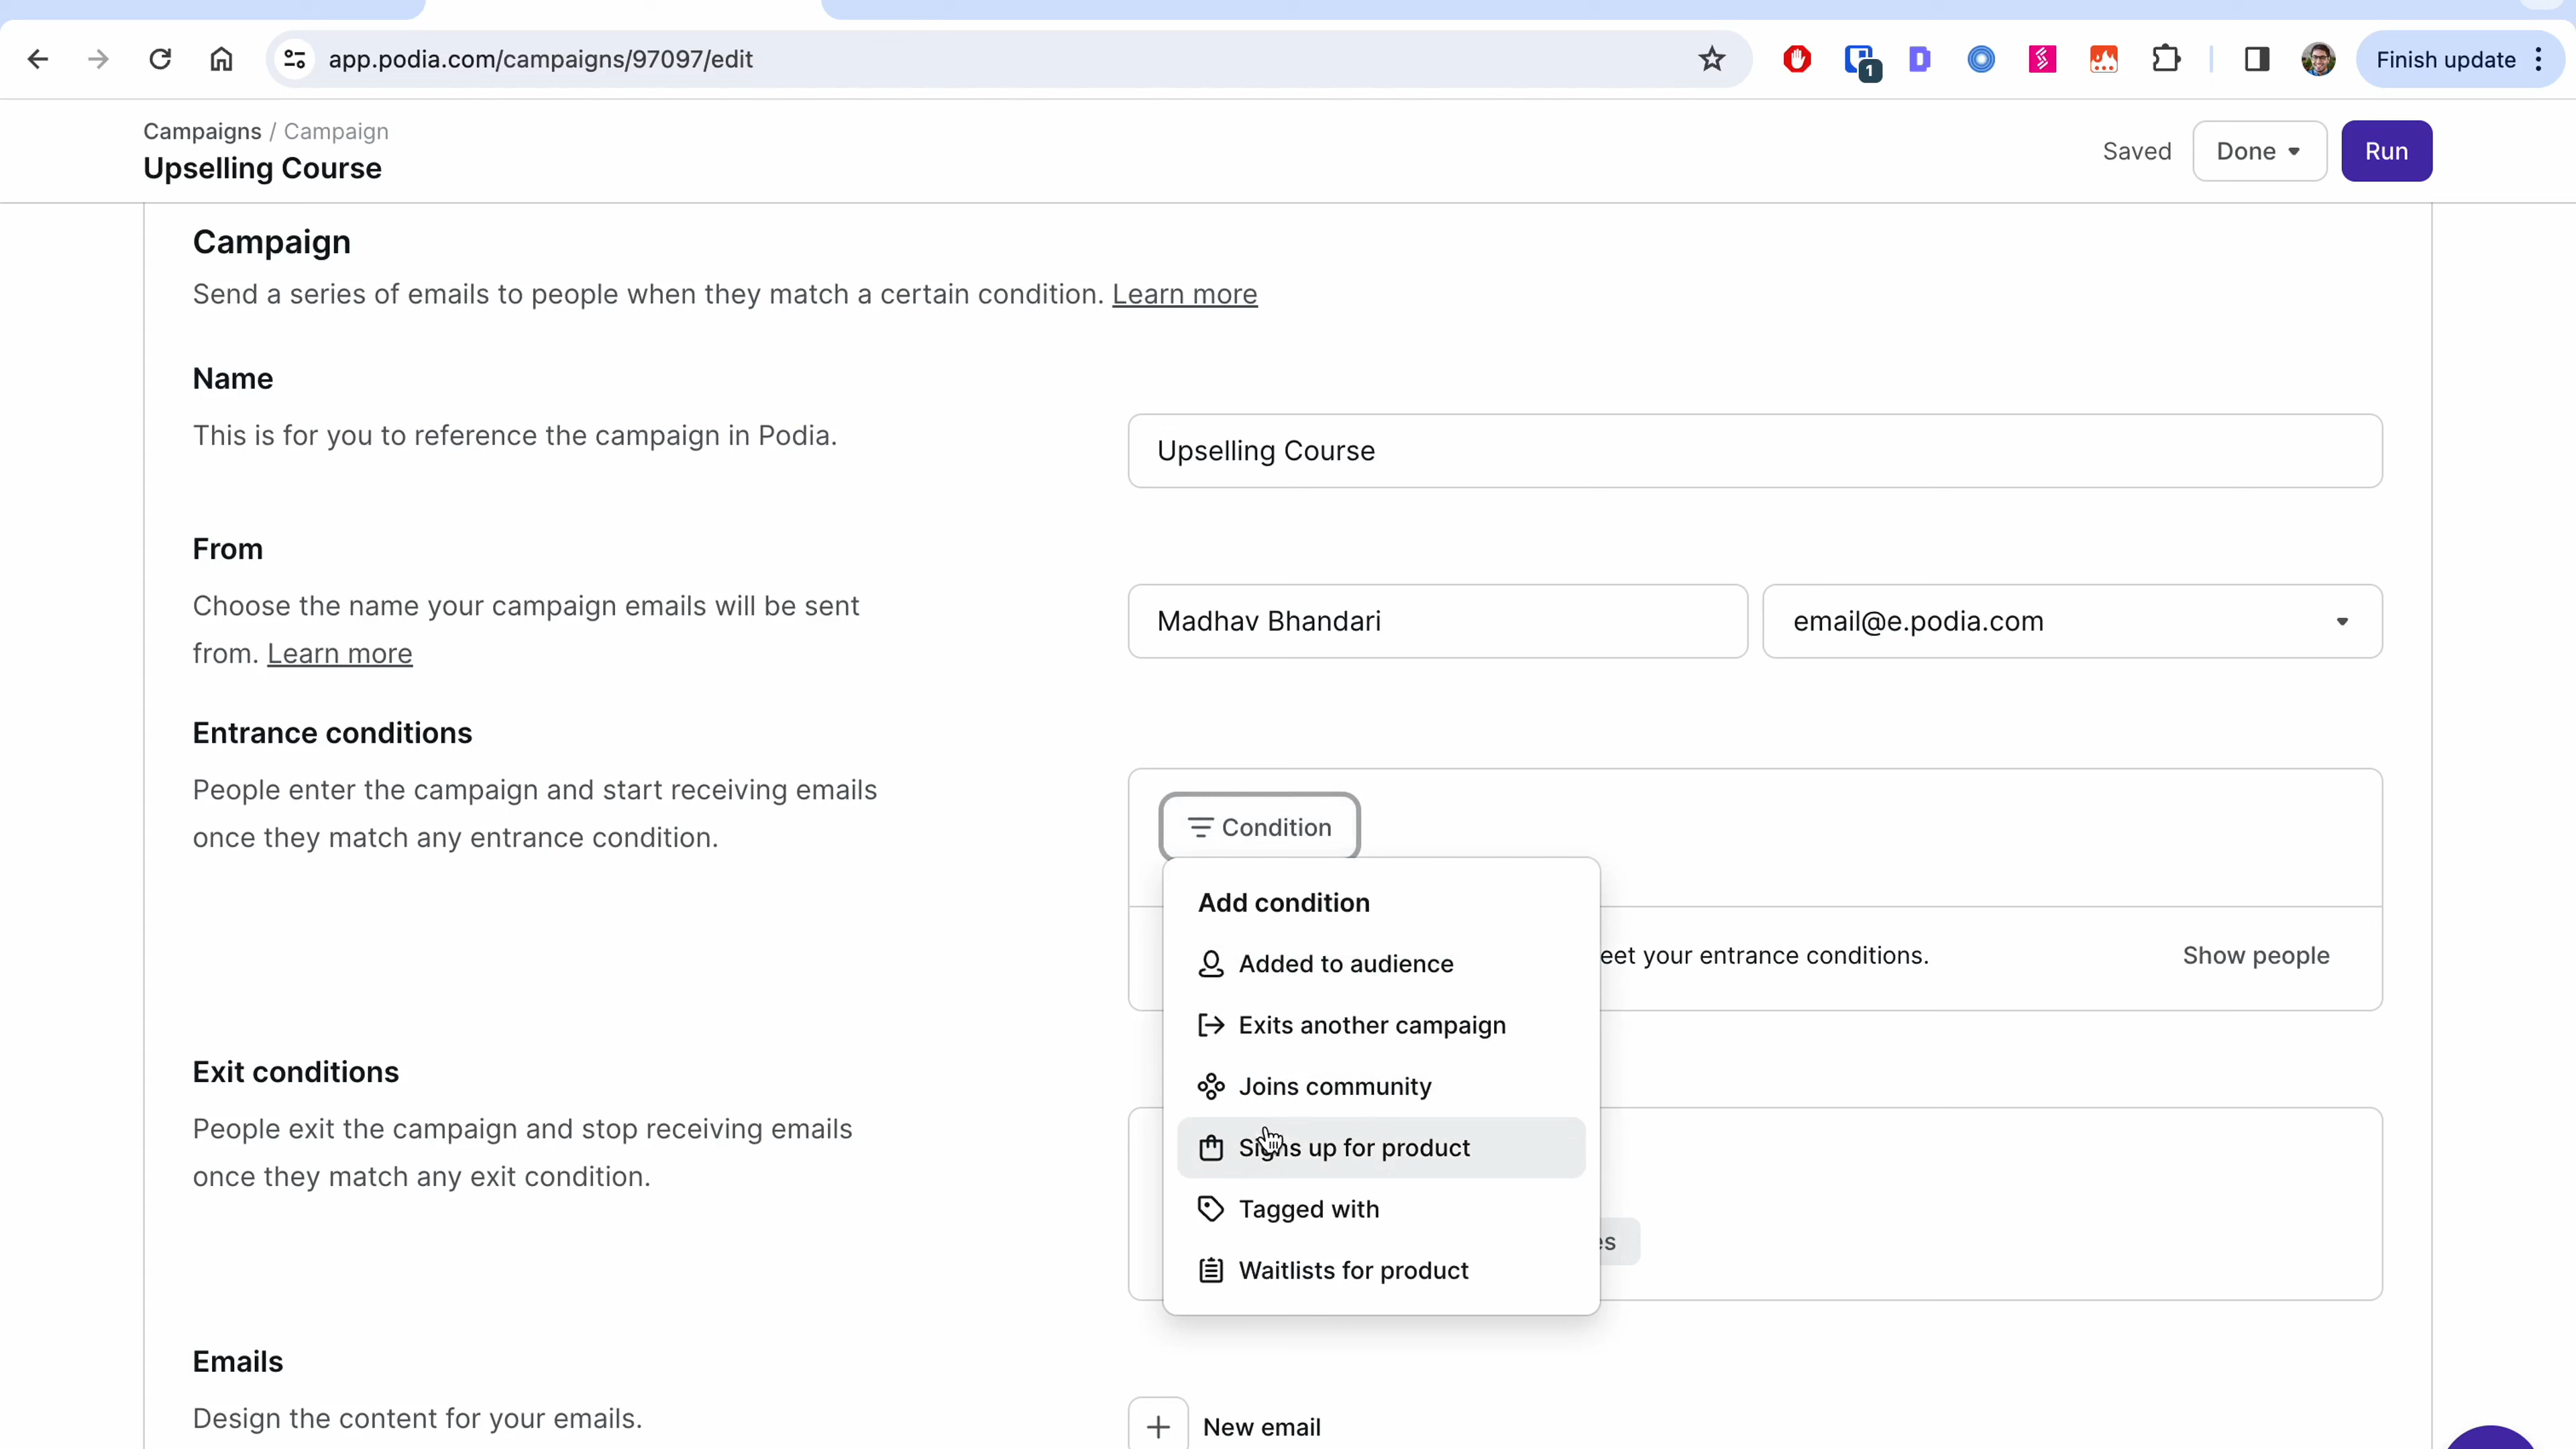 app.podia.com/campaigns/97097/edit
1
Finish update
Campaigns / Campaign
Upselling Course
Saved
Done
Run
Campaign
Send a series of emails to people when they match a certain condition. Learn more
Name
This is for you to reference the campaign in Podia.
Upselling Course
From
Choose the name your campaign emails will be sent
from. Learn more
Madhav Bhandari
email@e.podia.com
Entrance conditions
People enter the campaign and start receiving emails
once they match any entrance condition.
Condition
Add condition
Added to audience
Exits another campaign
Joins community
Signs up for product
Tagged with
Waitlists for product
eet your entrance conditions.
Show people
Exit conditions
People exit the campaign and stop receiving emails
once they match any exit condition.
es
Emails
Design the content for your emails.
New email